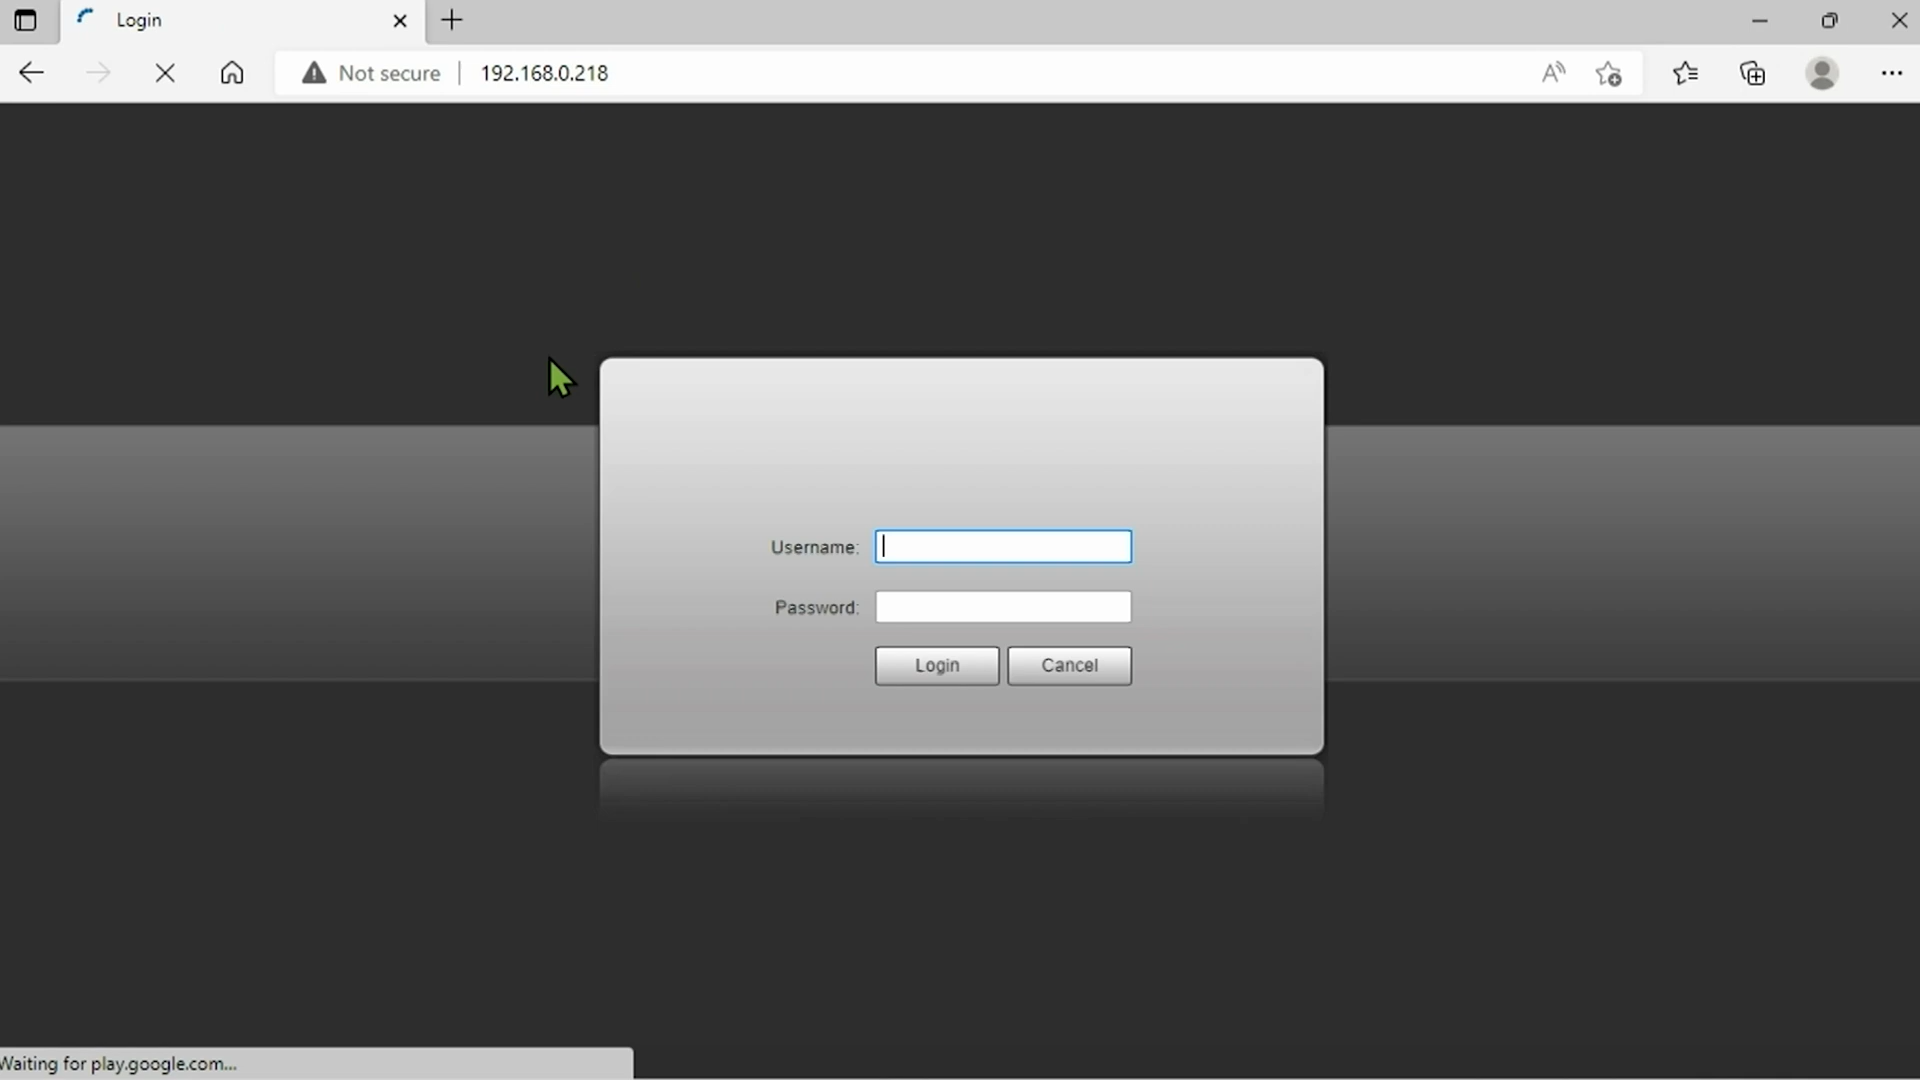 Login
Not secure
192.168.0.218
Username:
Password:
Login Cancel
Waiting for play.google.com...